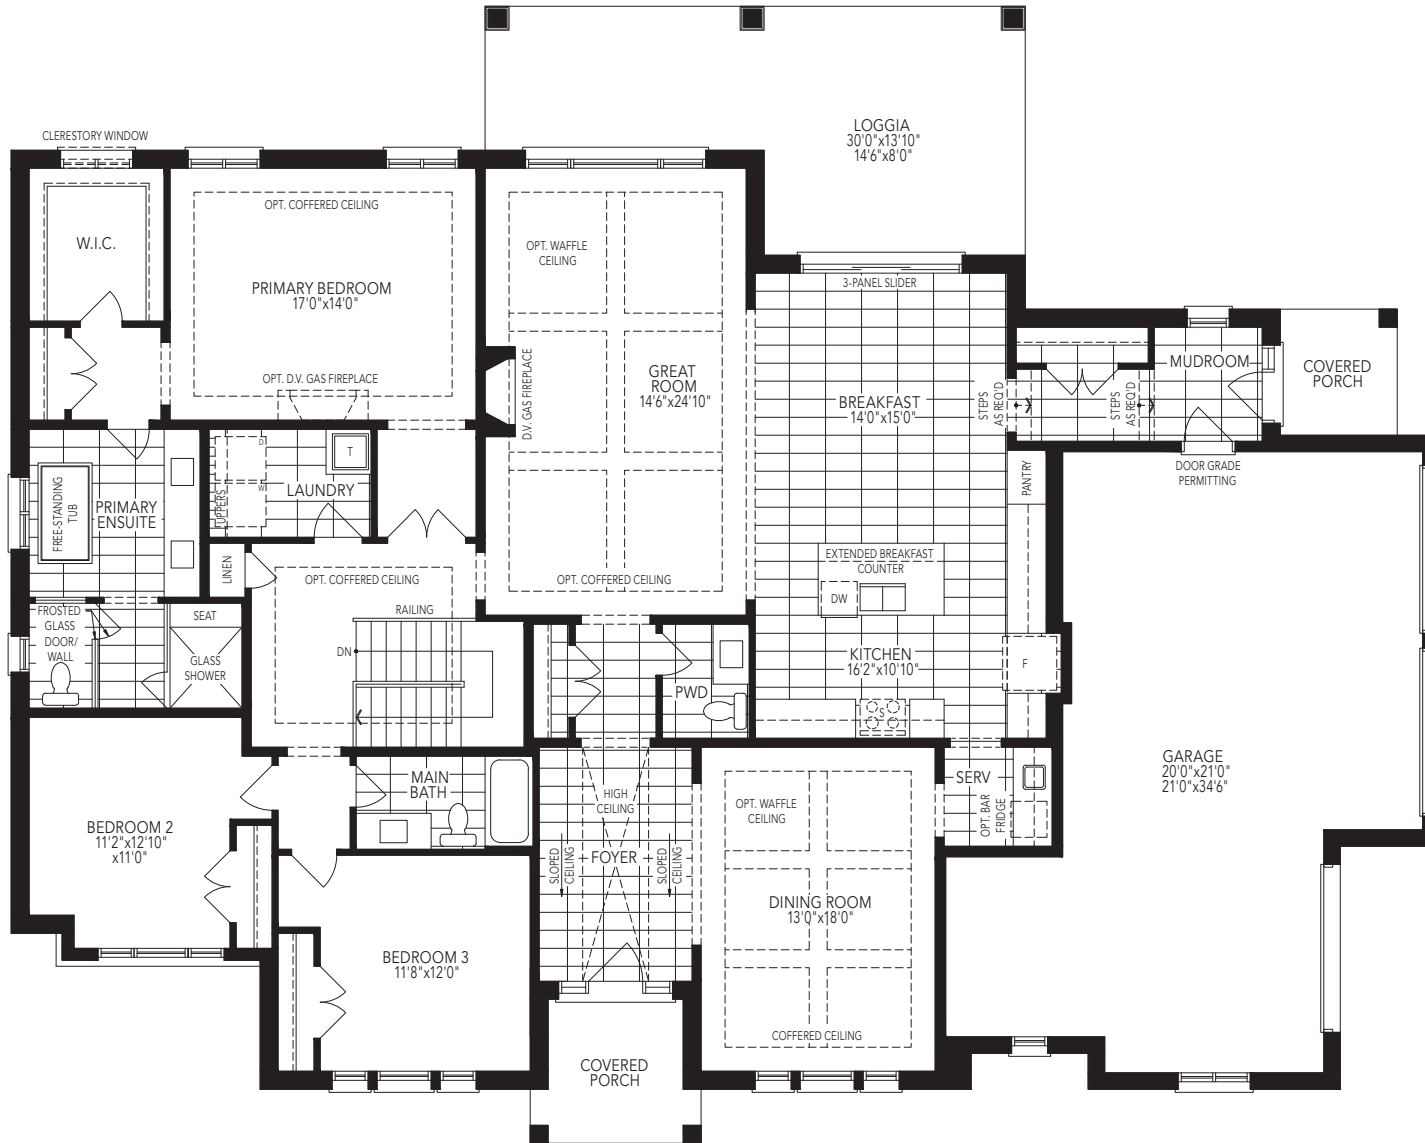 LOGGIA
30'0"x13'10"
14'6"x8'0"
CLERESTORY WINDOW
W.I.C.
OPT. COFFERED CEILING
PRIMARY BEDROOM
17'0"x14'0"
OPT. D.V. GAS FIREPLACE
OPT. WAFFLE
CEILING
D.V. GAS FIREPLACE
GREAT
ROOM
14'6"x24'10"
OPT. COFFERED CEILING
3-PANEL SLIDER
BREAKFAST
14'0"x15'0"
STEPS
AS REQ'D
STEPS
AS REQ'D
MUDROOM
COVERED
PORCH
DOOR GRADE
PERMITTING
PANTRY
FREE-STANDING
TUB
PRIMARY
ENSUITE
UPPERS
D
W
LAUNDRY
T
LINEN
OPT. COFFERED CEILING
RAILING
DN
FROSTED
GLASS
DOOR/
WALL
SEAT
GLASS
SHOWER
EXTENDED BREAKFAST
COUNTER
DW
KITCHEN
16'2"x10'10"
F
S
PWD
GARAGE
20'0"x21'0"
21'0"x34'6"
MAIN
BATH
BEDROOM 2
11'2"x12'10"
x11'0"
HIGH
CEILING
SLOPED
CEILING
FOYER
SLOPED
CEILING
OPT. WAFFLE
CEILING
SERV
OPT. BAR
FRIDGE
DINING ROOM
13'0"x18'0"
COFFERED CEILING
BEDROOM 3
11'8"x12'0"
COVERED
PORCH